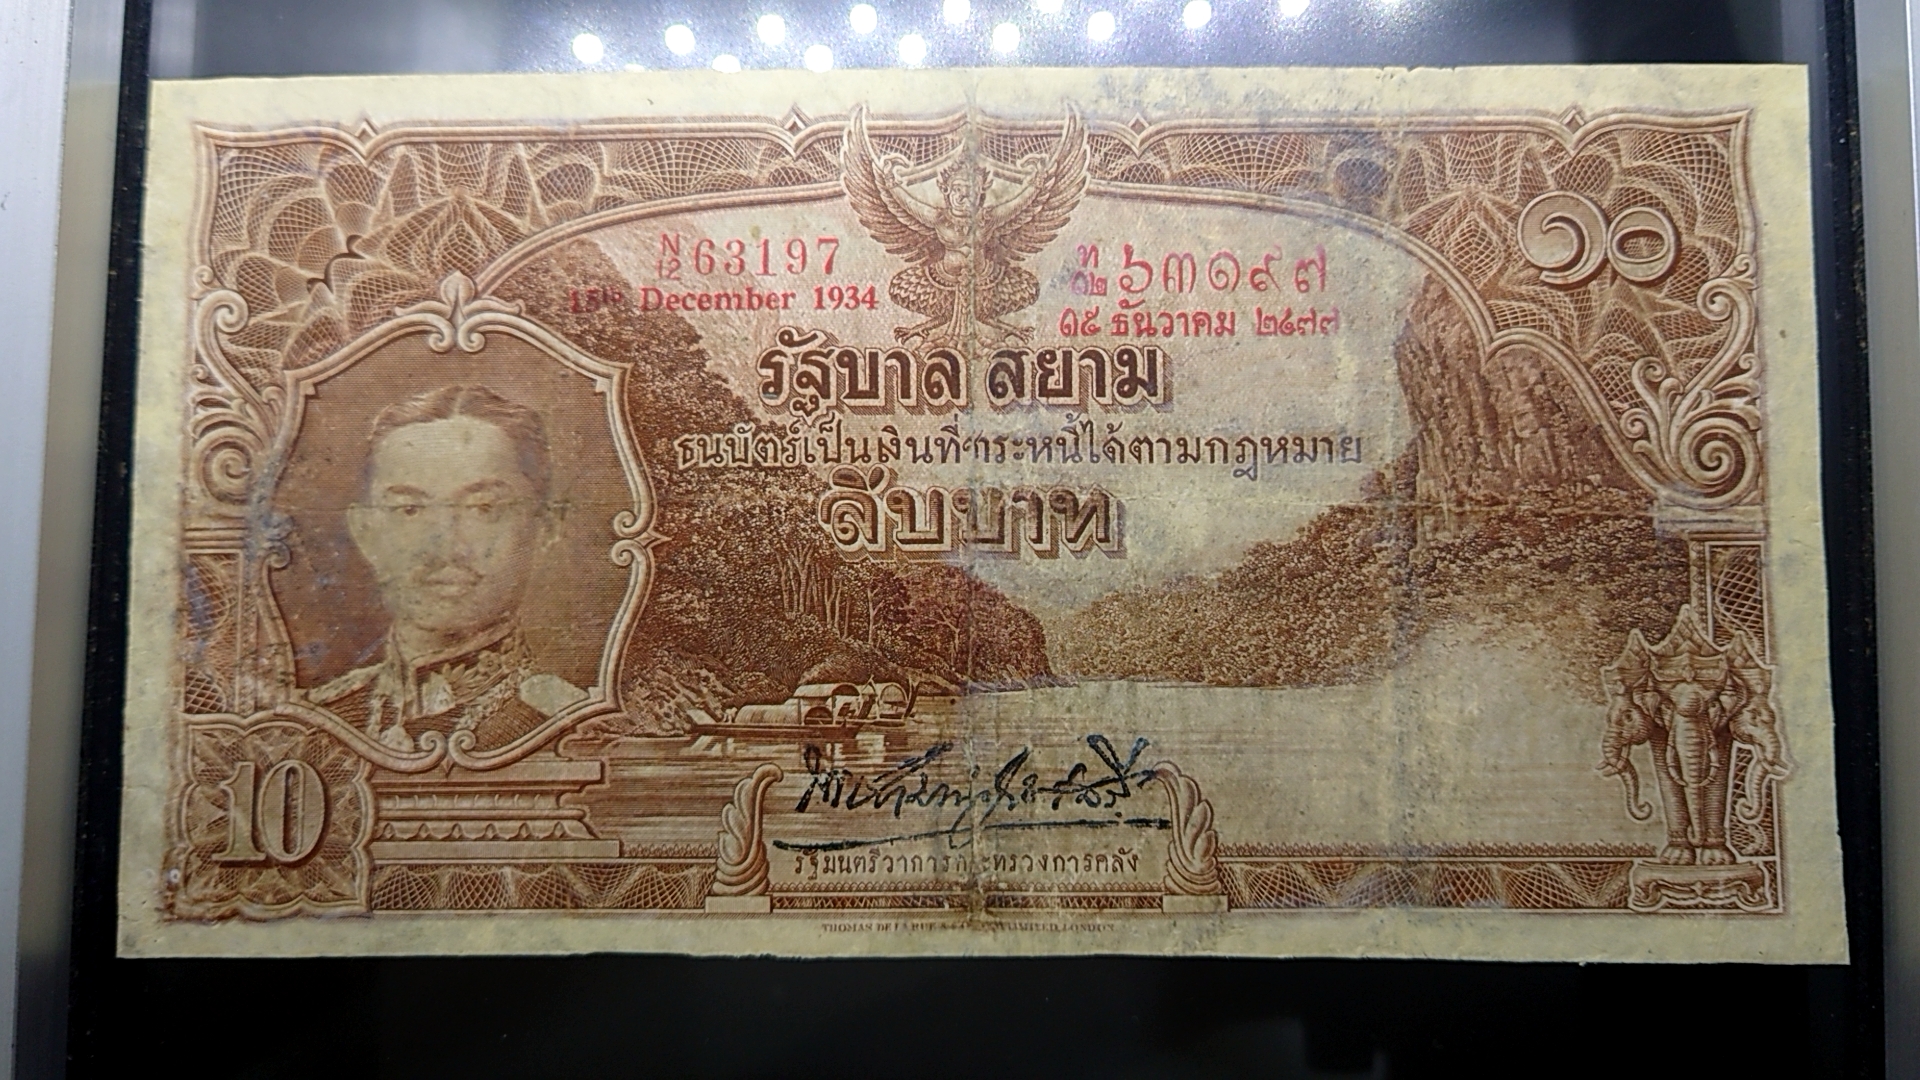 N/12 63197
15th December 1934
ท/๑๒ ๖๓๑๙๗
๑๕ ธันวาคม ๒๔๗๗
๑๐
รัฐบาล สยาม
ธนบัตร์เป็นเงินที่ชำระหนี้ได้ตามกฎหมาย
สิบบาท
รัฐมนตรีว่าการกระทรวงการคลัง
10
THOMAS DE LA RUE & COMPANY, LIMITED, LONDON.